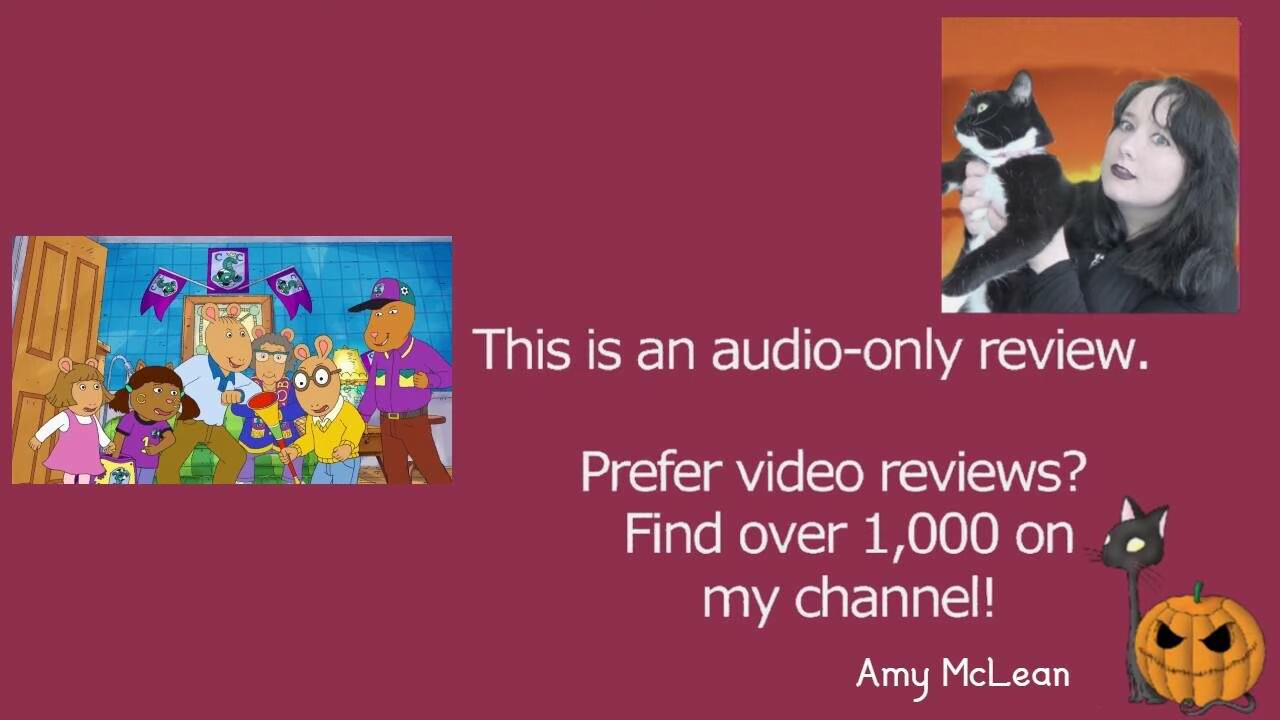 This is an audio-only review.
Prefer video reviews?
Find over 1,000 on
my channel!
Amy McLean